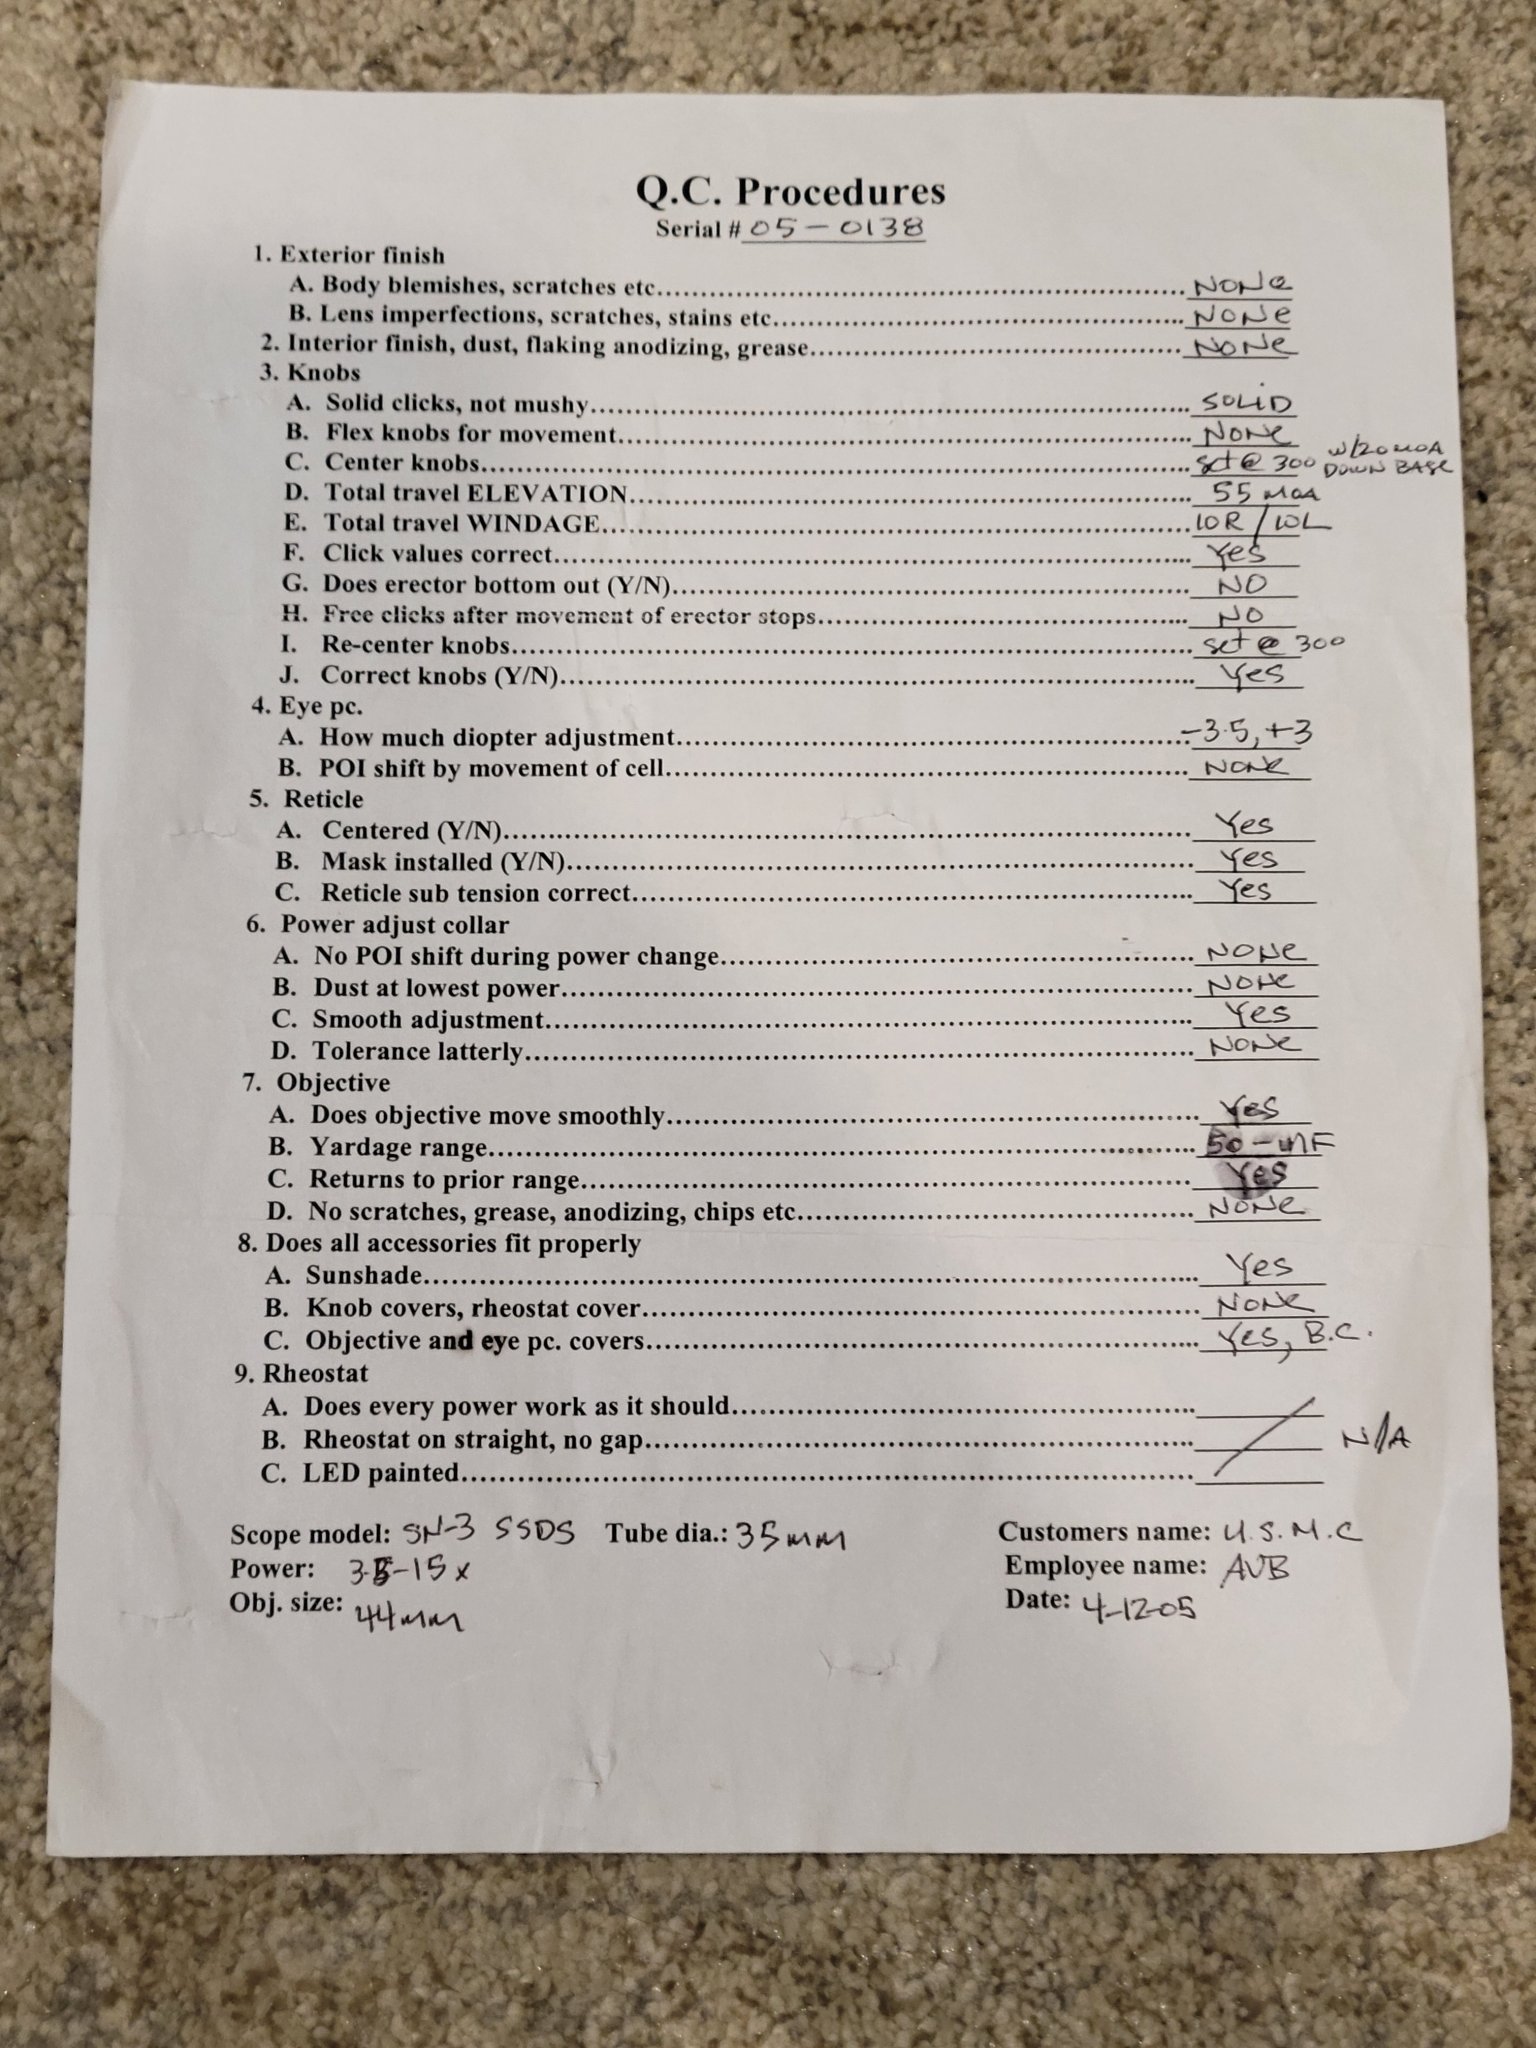 Q.C. Procedures
Serial # 05-0138
1. Exterior finish
A. Body blemishes, scratches etc. NONe
B. Lens imperfections, scratches, stains etc. NONe
2. Interior finish, dust, flaking anodizing, grease. NONe
3. Knobs
A. Solid clicks, not mushy. SOLID
B. Flex knobs for movement. NONe
C. Center knobs. set @ 300 w/20 MOA DOWN BASE
D. Total travel ELEVATION. 55 MOA
E. Total travel WINDAGE. 10R / 10L
F. Click values correct. Yes
G. Does erector bottom out (Y/N). NO
H. Free clicks after movement of erector stops. NO
I. Re-center knobs. set @ 300
J. Correct knobs (Y/N). Yes
4. Eye pc.
A. How much diopter adjustment. -3.5, +3
B. POI shift by movement of cell. NONe
5. Reticle
A. Centered (Y/N). Yes
B. Mask installed (Y/N). Yes
C. Reticle sub tension correct. Yes
6. Power adjust collar
A. No POI shift during power change. NONe
B. Dust at lowest power. NONe
C. Smooth adjustment. Yes
D. Tolerance latterly. NONe
7. Objective
A. Does objective move smoothly. Yes
B. Yardage range. 50-INF
C. Returns to prior range. Yes
D. No scratches, grease, anodizing, chips etc. NONe
8. Does all accessories fit properly
A. Sunshade. Yes
B. Knob covers, rheostat cover. NONe
C. Objective and eye pc. covers. Yes, B.C.
9. Rheostat
A. Does every power work as it should.
B. Rheostat on straight, no gap. N/A
C. LED painted.
Scope model: SN-3 SSDS Tube dia.: 35mm Customers name: U.S.M.C
Power: 3.5-15x Employee name: AVB
Obj. size: 44mm Date: 4-12-05